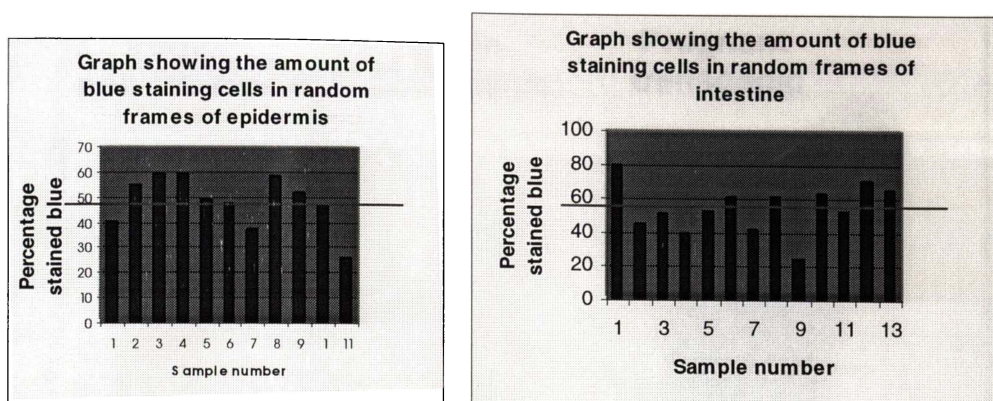 Graph showing the amount of
blue staining cells in random
frames of epidermis
Percentage
stained blue
70
60
50
40
30
20
10
0
1 2 3 4 5 6 7 8 9 1 11
Sample number
Graph showing the amount of blue
staining cells in random frames of
intestine
Percentage
stained blue
100
80
60
40
20
0
1 3 5 7 9 11 13
Sample number